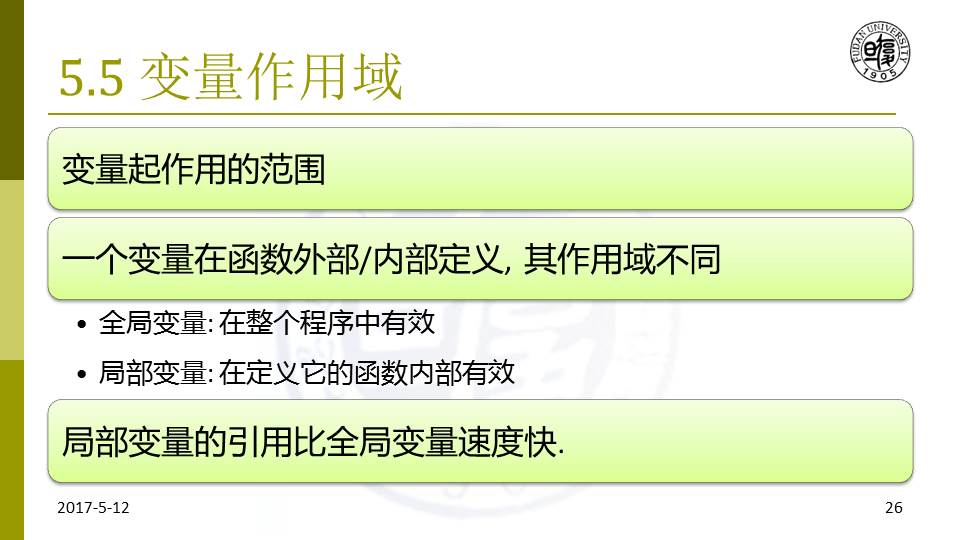 5.5 变量作用域
FUDAN UNIVERSITY
1905
变量起作用的范围
一个变量在函数外部/内部定义, 其作用域不同
• 全局变量: 在整个程序中有效
• 局部变量: 在定义它的函数内部有效
局部变量的引用比全局变量速度快.
2017-5-12
26